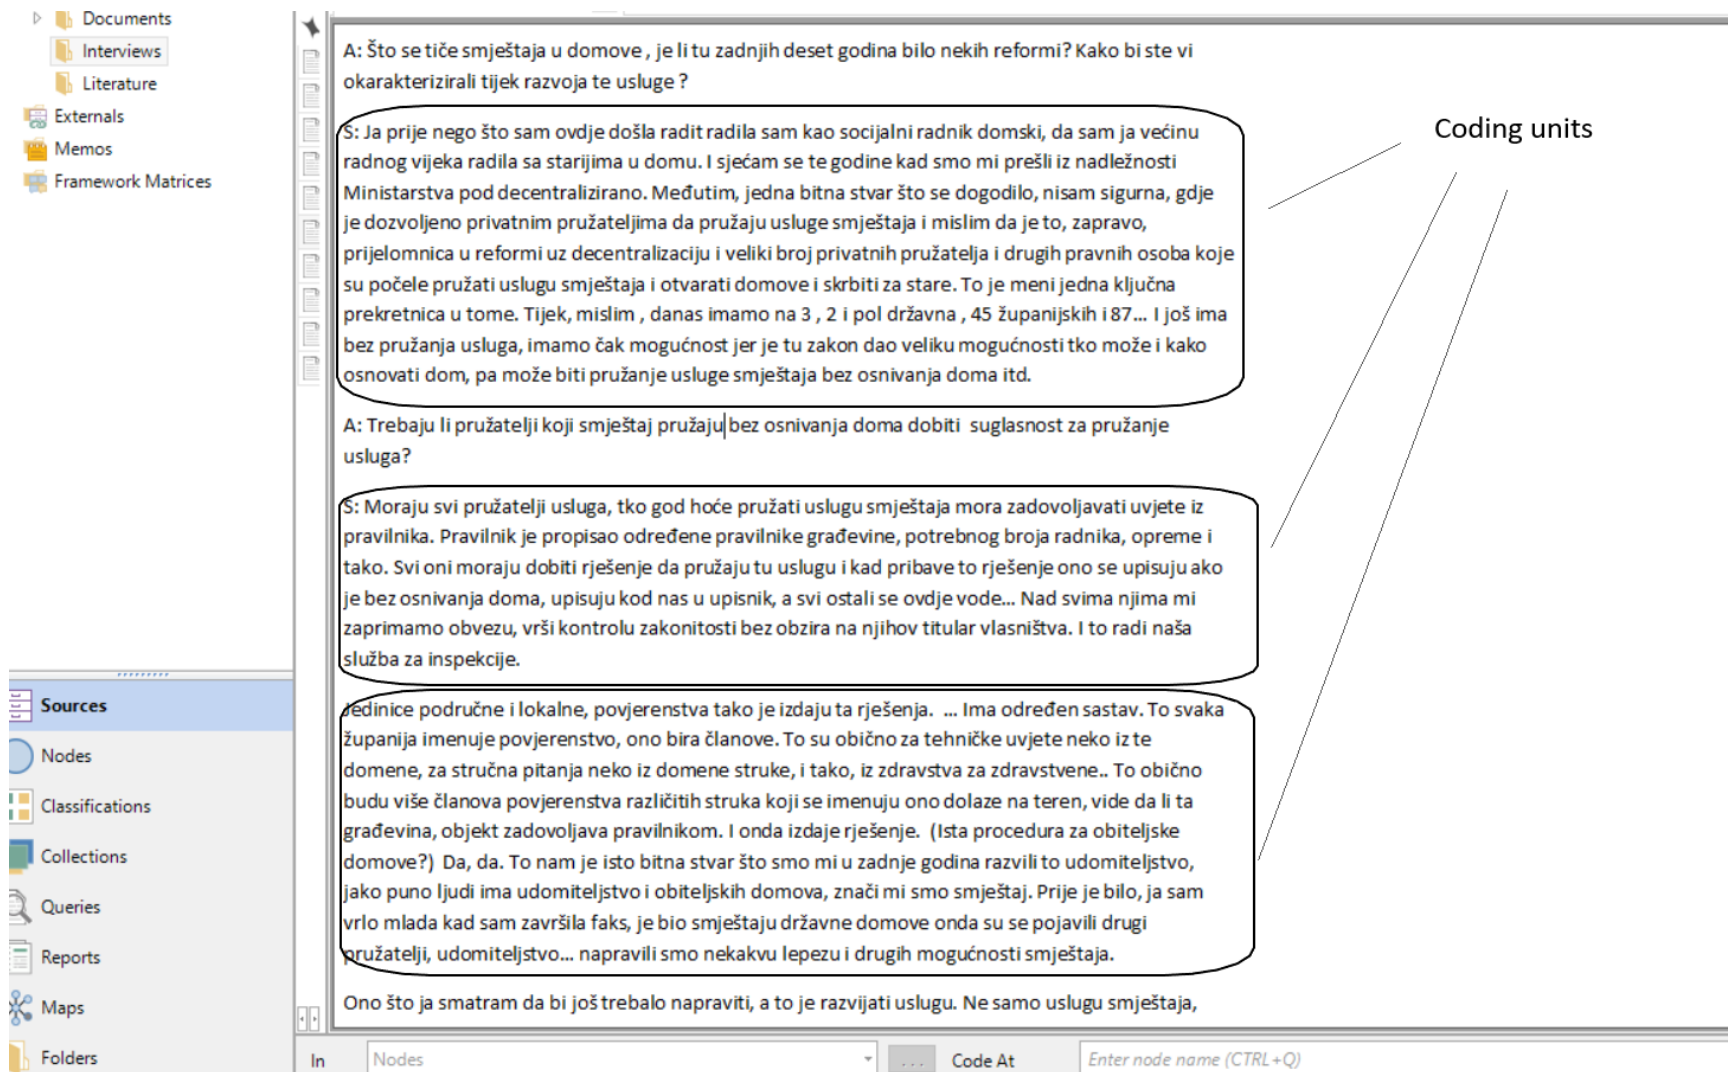 Documents
Interviews
Literature
Externals
Memos
Framework Matrices
Sources
Nodes
Classifications
Collections
Queries
Reports
Maps
Folders
A: Što se tiče smještaja u domove , je li tu zadnjih deset godina bilo nekih reformi? Kako bi ste vi
okarakterizirali tijek razvoja te usluge ?
S: Ja prije nego što sam ovdje došla radit radila sam kao socijalni radnik domski, da sam ja većinu
radnog vijeka radila sa starijima u domu. I sjećam se te godine kad smo mi prešli iz nadležnosti
Ministarstva pod decentralizirano. Međutim, jedna bitna stvar što se dogodilo, nisam sigurna, gdje
je dozvoljeno privatnim pružateljima da pružaju usluge smještaja i mislim da je to, zapravo,
prijelomnica u reformi uz decentralizaciju i veliki broj privatnih pružatelja i drugih pravnih osoba koje
su počele pružati uslugu smještaja i otvarati domove i skrbiti za stare. To je meni jedna ključna
prekretnica u tome. Tijek, mislim , danas imamo na 3 , 2 i pol državna , 45 županijskih i 87... I još ima
bez pružanja usluga, imamo čak mogućnost jer je tu zakon dao veliku mogućnosti tko može i kako
osnovati dom, pa može biti pružanje usluge smještaja bez osnivanja doma itd.
A: Trebaju li pružatelji koji smještaj pružaju bez osnivanja doma dobiti  suglasnost za pružanje
usluga?
S: Moraju svi pružatelji usluga, tko god hoće pružati uslugu smještaja mora zadovoljavati uvjete iz
pravilnika. Pravilnik je propisao određene pravilnike građevine, potrebnog broja radnika, opreme i
tako. Svi oni moraju dobiti rješenje da pružaju tu uslugu i kad pribave to rješenje ono se upisuju ako
je bez osnivanja doma, upisuju kod nas u upisnik, a svi ostali se ovdje vode... Nad svima njima mi
zaprimamo obvezu, vrši kontrolu zakonitosti bez obzira na njihov titular vlasništva. I to radi naša
služba za inspekcije.
Jedinice područne i lokalne, povjerenstva tako je izdaju ta rješenja.  ... Ima određen sastav. To svaka
županija imenuje povjerenstvo, ono bira članove. To su obično za tehničke uvjete neko iz te
domene, za stručna pitanja neko iz domene struke, i tako, iz zdravstva za zdravstvene.. To obično
budu više članova povjerenstva različitih struka koji se imenuju ono dolaze na teren, vide da li ta
građevina, objekt zadovoljava pravilnikom. I onda izdaje rješenje.  (Ista procedura za obiteljske
domove?)  Da, da. To nam je isto bitna stvar što smo mi u zadnje godina razvili to udomiteljstvo,
jako puno ljudi ima udomiteljstvo i obiteljskih domova, znači mi smo smještaj. Prije je bilo, ja sam
vrlo mlada kad sam završila faks, je bio smještaju državne domove onda su se pojavili drugi
pružatelji, udomiteljstvo... napravili smo nekakvu lepezu i drugih mogućnosti smještaja.
Ono što ja smatram da bi još trebalo napraviti, a to je razvijati uslugu. Ne samo uslugu smještaja,
Coding units
In
Nodes
...
Code At
Enter node name (CTRL+Q)